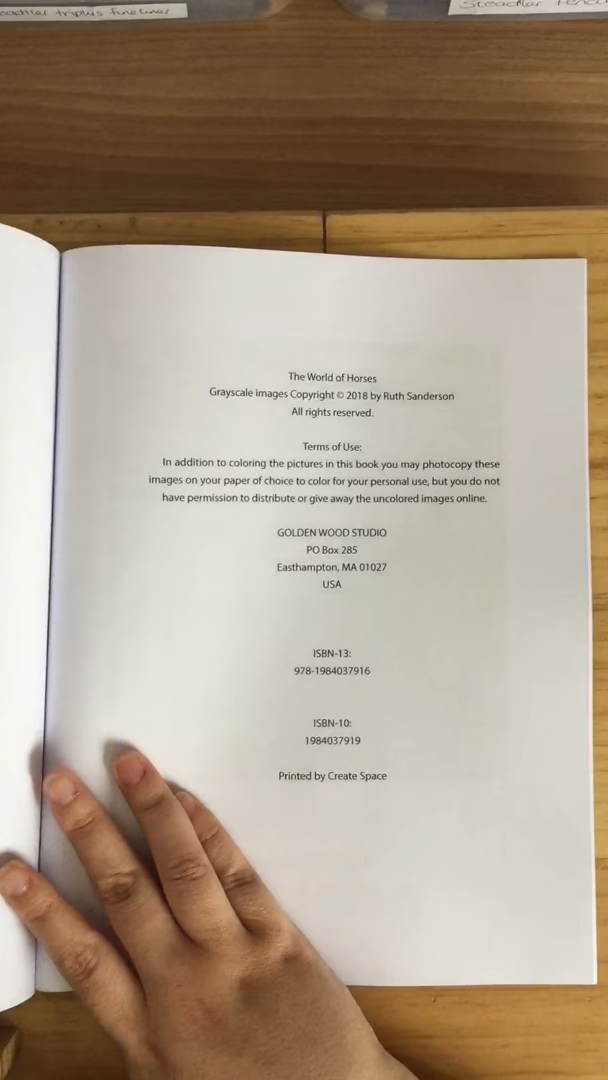 triplus fineliner
The World of Horses
Grayscale images Copyright © 2018 by Ruth Sanderson
All rights reserved.
Terms of Use:
In addition to coloring the pictures in this book you may photocopy these
images on your paper of choice to color for your personal use, but you do not
have permission to distribute or give away the uncolored images online.
GOLDEN WOOD STUDIO
PO Box 285
Easthampton, MA 01027
USA
ISBN-13:
978-1984037916
ISBN-10:
1984037919
Printed by Create Space